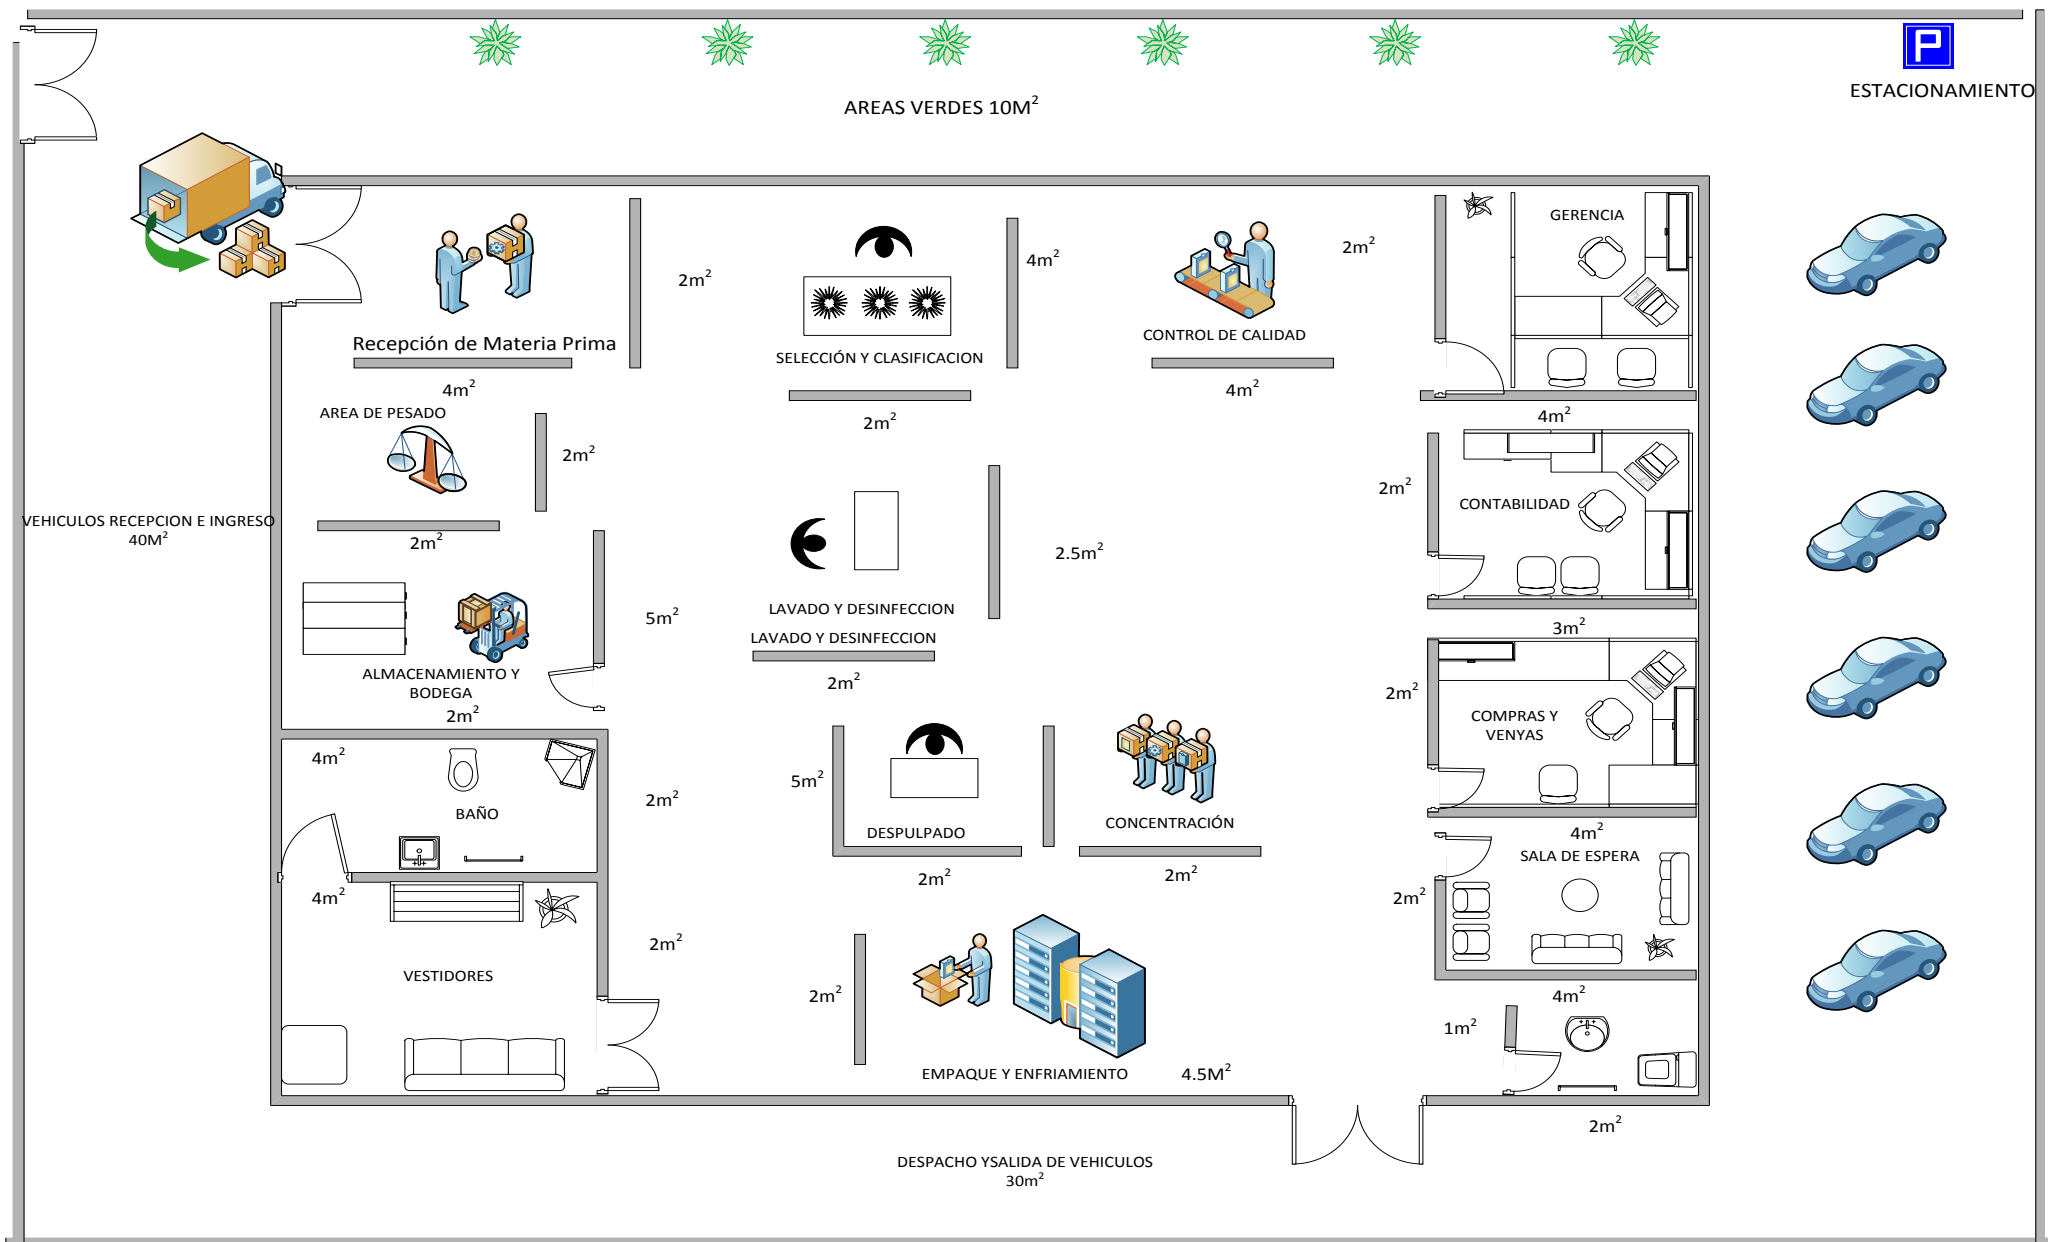 P
ESTACIONAMIENTO
AREAS VERDES 10M²
GERENCIA
2m²
4m²
2m²
Recepción de Materia Prima
SELECCIÓN Y CLASIFICACION
CONTROL DE CALIDAD
4m²
2m²
4m²
4m²
AREA DE PESADO
2m²
2m²
CONTABILIDAD
VEHICULOS RECEPCION E INGRESO
40M²
2m²
2.5m²
5m²
LAVADO Y DESINFECCION
LAVADO Y DESINFECCION
3m²
ALMACENAMIENTO Y
BODEGA
2m²
2m²
2m²
COMPRAS Y
VENYAS
4m²
BAÑO
2m²
5m²
DESPULPADO
CONCENTRACIÓN
4m²
SALA DE ESPERA
2m²
2m²
2m²
4m²
VESTIDORES
2m²
2m²
4m²
1m²
EMPAQUE Y ENFRIAMIENTO
4.5M²
2m²
DESPACHO YSALIDA DE VEHICULOS
30m²